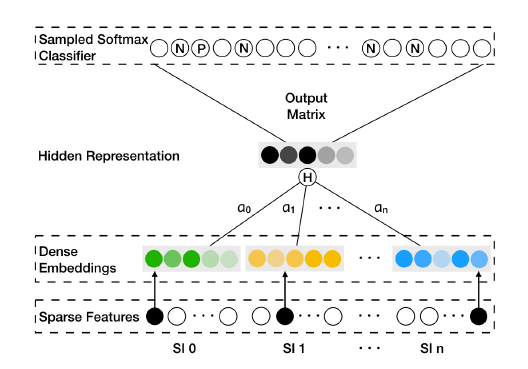 Sampled Softmax
Classifier
N P N ... N N
Output
Matrix
Hidden Representation
H
a0 a1 ... an
Dense
Embeddings
...
Sparse Features
... ... ... ...
SI 0 SI 1 ... SI n